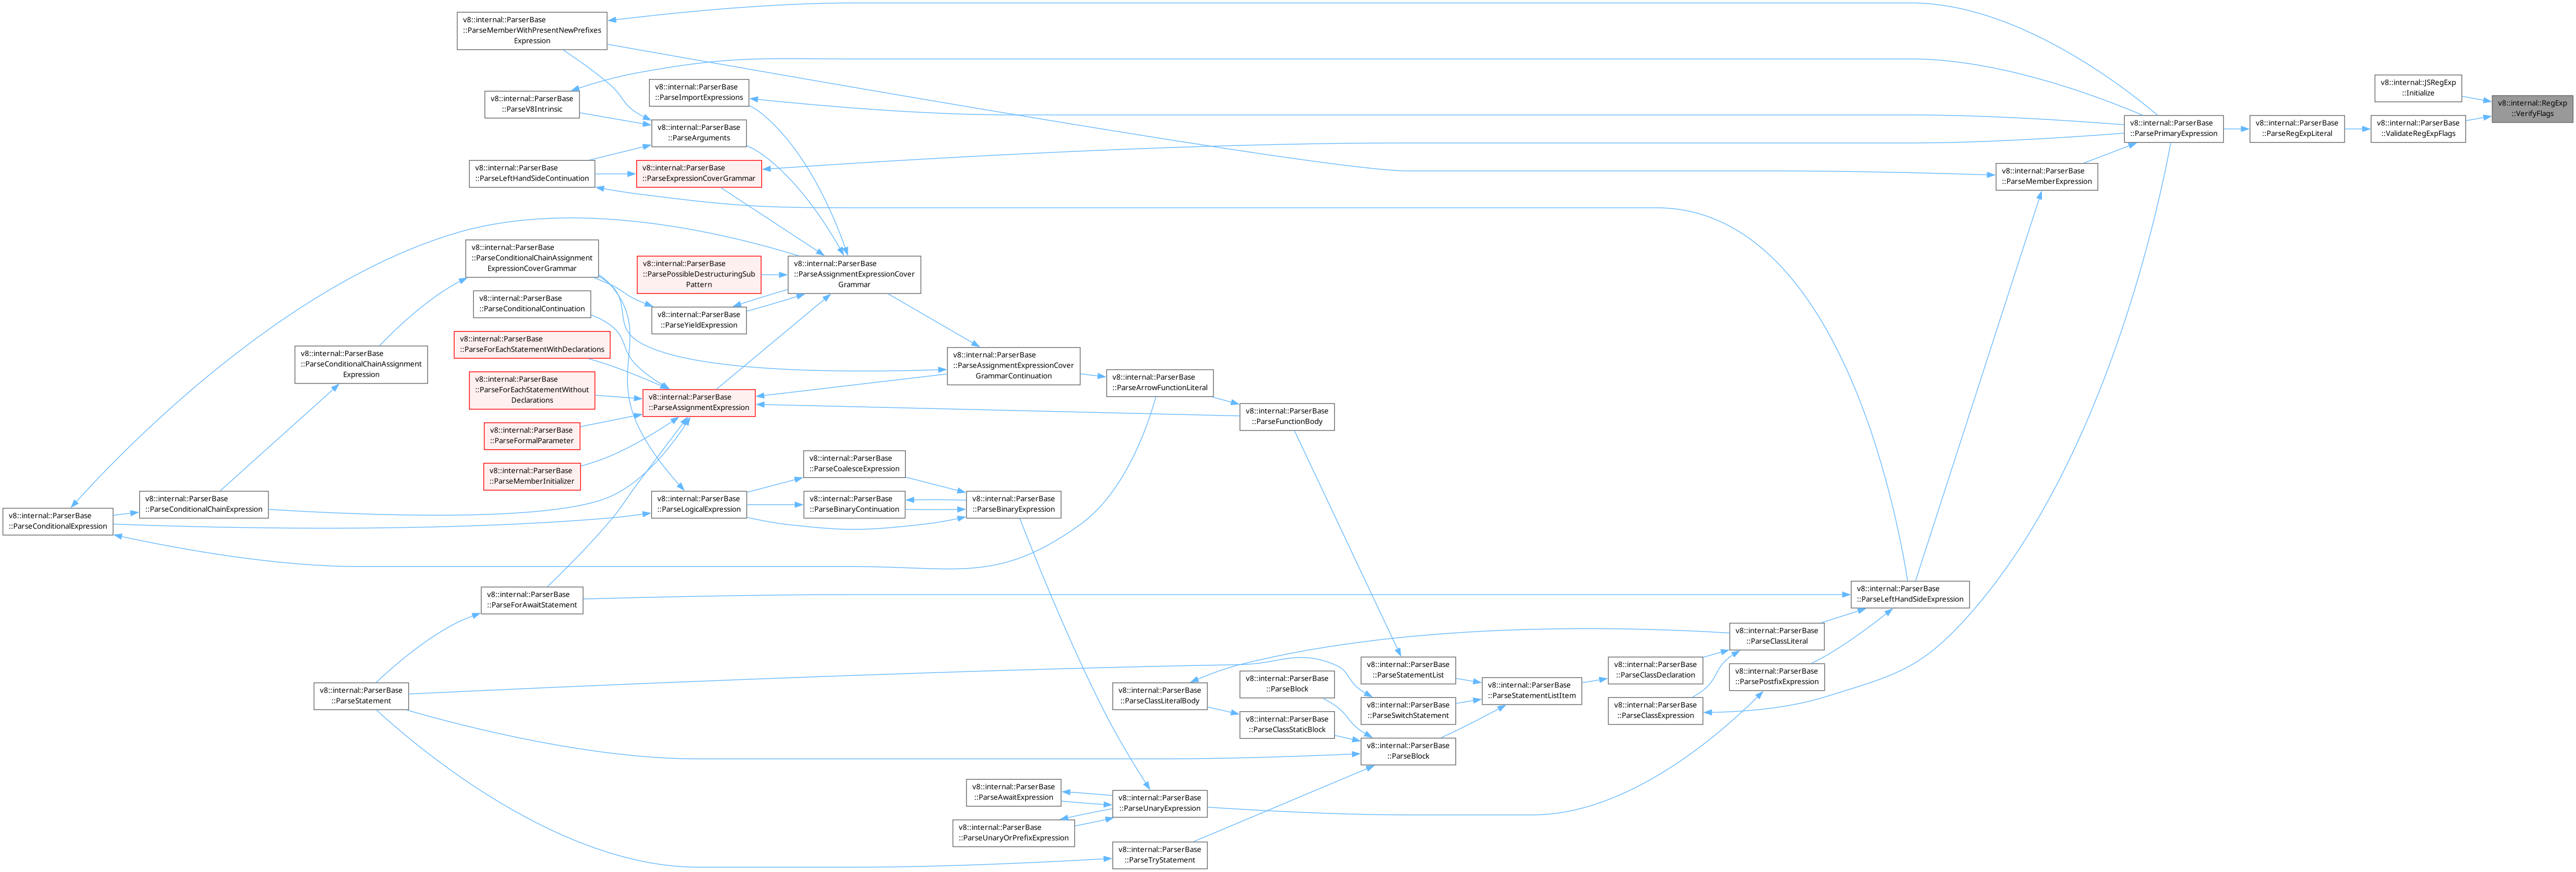 v8::internal::ParserBase
::ParseMemberWithPresentNewPrefixes
Expression
v8::internal::ParserBase
::ParseV8Intrinsic
v8::internal::ParserBase
::ParseImportExpressions
v8::internal::ParserBase
::ParseArguments
v8::internal::ParserBase
::ParseLeftHandSideContinuation
v8::internal::ParserBase
::ParseExpressionCoverGrammar
v8::internal::JSRegExp
::Initialize
v8::internal::RegExp
::VerifyFlags
v8::internal::ParserBase
::ParsePrimaryExpression
v8::internal::ParserBase
::ParseRegExpLiteral
v8::internal::ParserBase
::ValidateRegExpFlags
v8::internal::ParserBase
::ParseMemberExpression
v8::internal::ParserBase
::ParseConditionalChainAssignment
ExpressionCoverGrammar
v8::internal::ParserBase
::ParsePossibleDestructuringSub
Pattern
v8::internal::ParserBase
::ParseAssignmentExpressionCover
Grammar
v8::internal::ParserBase
::ParseConditionalContinuation
v8::internal::ParserBase
::ParseYieldExpression
v8::internal::ParserBase
::ParseForEachStatementWithDeclarations
v8::internal::ParserBase
::ParseConditionalChainAssignment
Expression
v8::internal::ParserBase
::ParseAssignmentExpressionCover
GrammarContinuation
v8::internal::ParserBase
::ParseForEachStatementWithout
Declarations
v8::internal::ParserBase
::ParseAssignmentExpression
v8::internal::ParserBase
::ParseArrowFunctionLiteral
v8::internal::ParserBase
::ParseFunctionBody
v8::internal::ParserBase
::ParseFormalParameter
v8::internal::ParserBase
::ParseMemberInitializer
v8::internal::ParserBase
::ParseCoalesceExpression
v8::internal::ParserBase
::ParseConditionalExpression
v8::internal::ParserBase
::ParseConditionalChainExpression
v8::internal::ParserBase
::ParseLogicalExpression
v8::internal::ParserBase
::ParseBinaryContinuation
v8::internal::ParserBase
::ParseBinaryExpression
v8::internal::ParserBase
::ParseForAwaitStatement
v8::internal::ParserBase
::ParseLeftHandSideExpression
v8::internal::ParserBase
::ParseClassLiteral
v8::internal::ParserBase
::ParseStatement
v8::internal::ParserBase
::ParseClassLiteralBody
v8::internal::ParserBase
::ParseBlock
v8::internal::ParserBase
::ParseStatementList
v8::internal::ParserBase
::ParseStatementListItem
v8::internal::ParserBase
::ParseClassDeclaration
v8::internal::ParserBase
::ParsePostfixExpression
v8::internal::ParserBase
::ParseClassStaticBlock
v8::internal::ParserBase
::ParseSwitchStatement
v8::internal::ParserBase
::ParseClassExpression
v8::internal::ParserBase
::ParseBlock
v8::internal::ParserBase
::ParseAwaitExpression
v8::internal::ParserBase
::ParseUnaryExpression
v8::internal::ParserBase
::ParseUnaryOrPrefixExpression
v8::internal::ParserBase
::ParseTryStatement